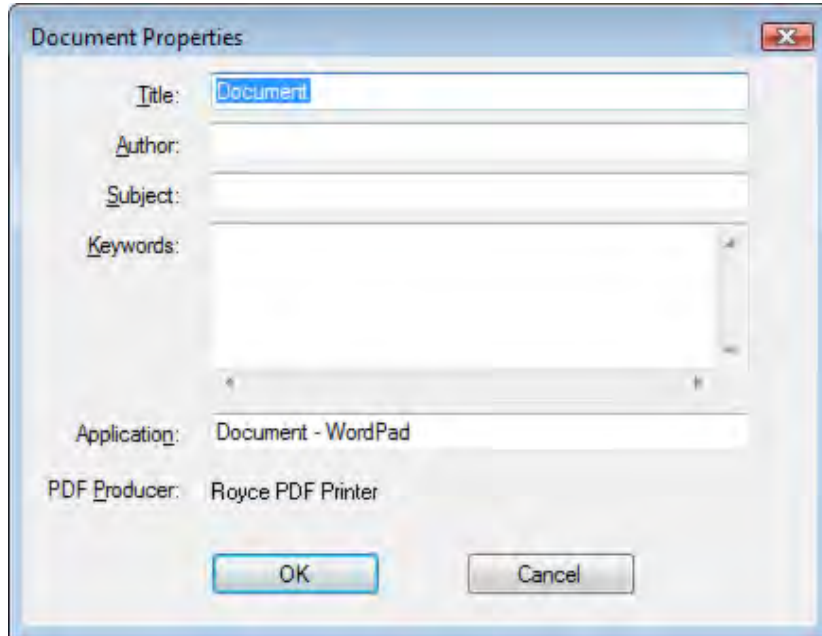 Document Properties
Title: Document
Author:
Subject:
Keywords:
Application: Document - WordPad
PDF Producer: Royce PDF Printer
OK Cancel